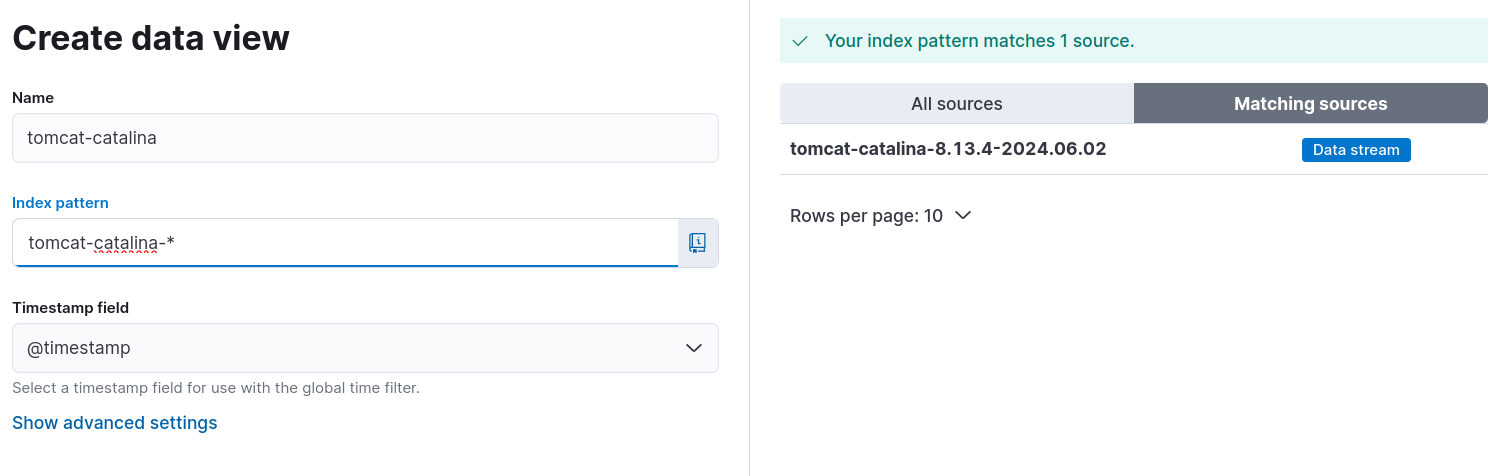 Create data view
Name
tomcat-catalina
Index pattern
tomcat-catalina-*
Timestamp field
@timestamp
Select a timestamp field for use with the global time filter.
Show advanced settings
Your index pattern matches 1 source.
All sources
Matching sources
tomcat-catalina-8.13.4-2024.06.02
Data stream
Rows per page: 10